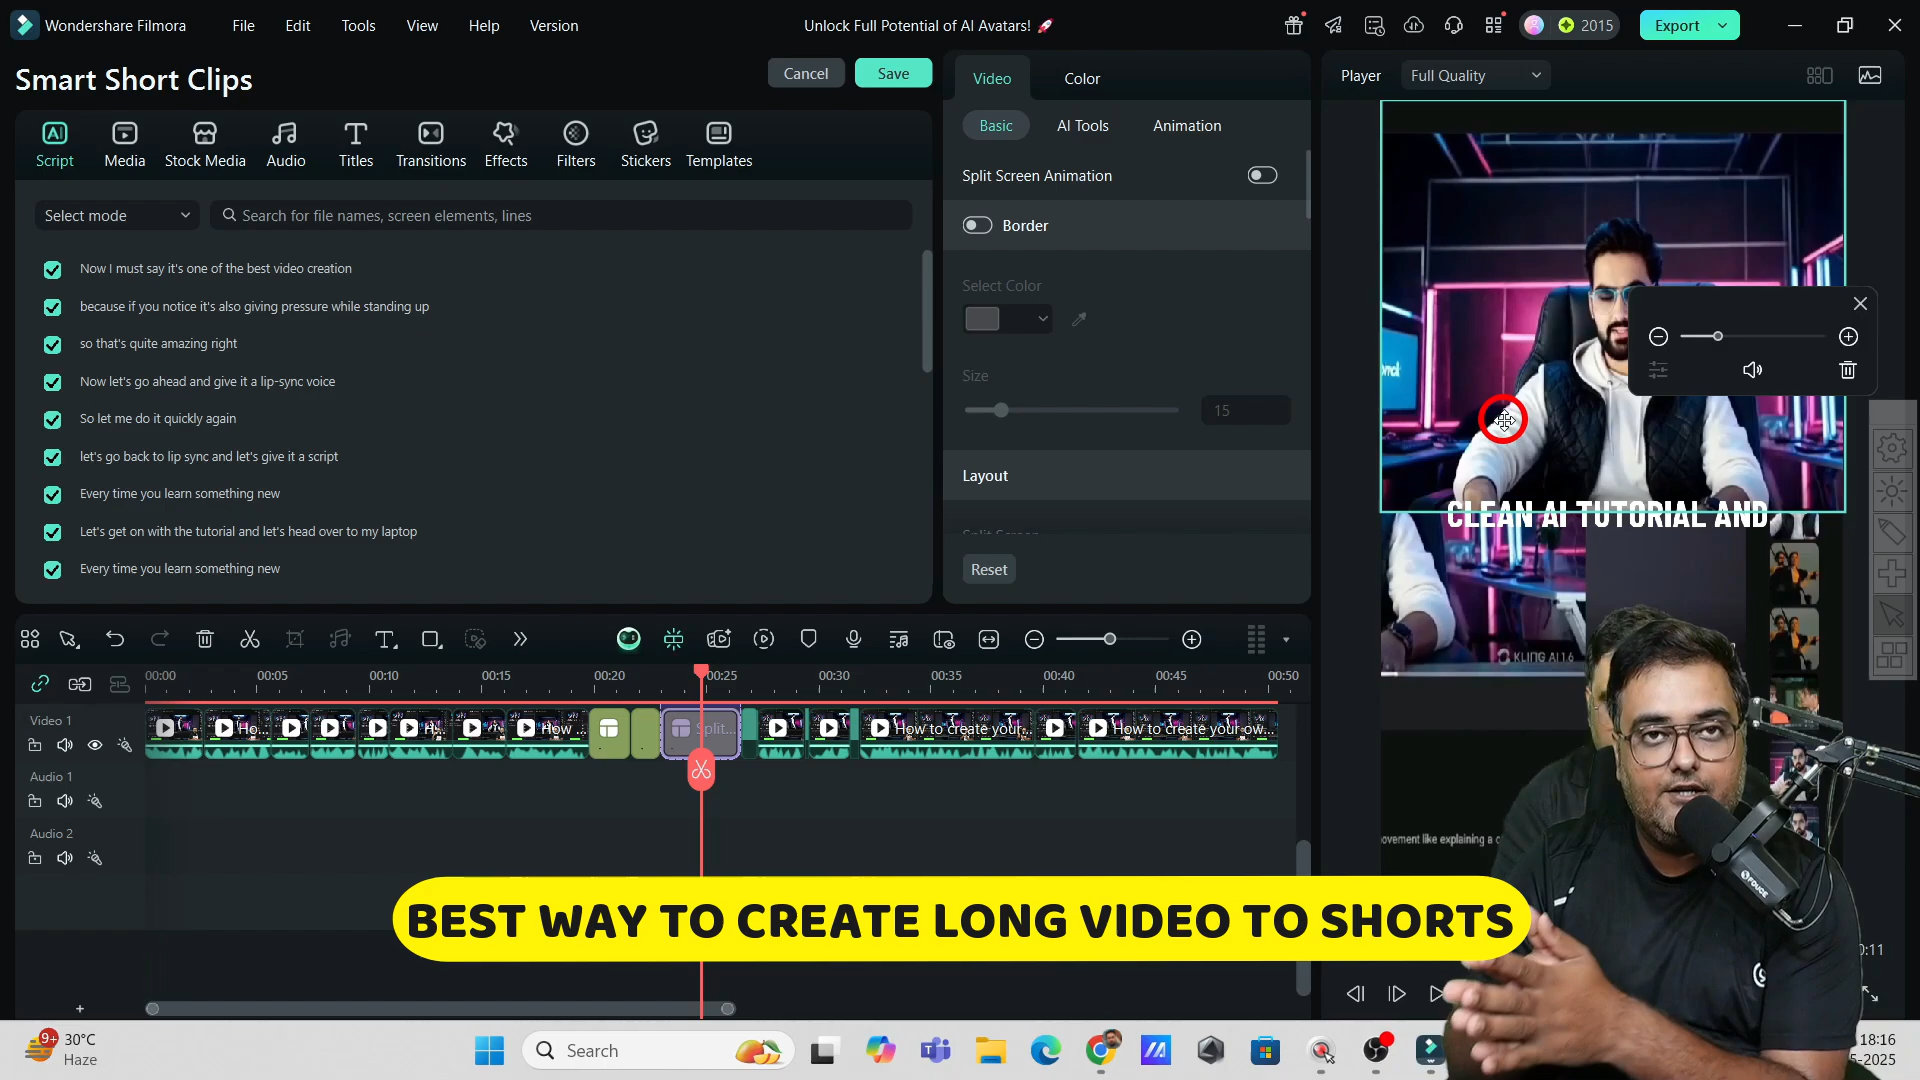 Wondershare Filmora
File
Edit
Tools
View
Help
Version
Unlock Full Potential of AI Avatars! 🚀
2015
Export
Smart Short Clips
Cancel
Save
Script
Media
Stock Media
Audio
Titles
Transitions
Effects
Filters
Stickers
Templates
Select mode
Search for file names, screen elements, lines
Now I must say it's one of the best video creation
because if you notice it's also giving pressure while standing up
so that's quite amazing right
Now let's go ahead and give it a lip-sync voice
So let me do it quickly again
let's go back to lip sync and let's give it a script
Every time you learn something new
Let's get on with the tutorial and let's head over to my laptop
Every time you learn something new
Video
Color
Basic
AI Tools
Animation
Split Screen Animation
Border
Select Color
Size
15
Layout
Split Screen
Reset
Player
Full Quality
CLEAN AI TUTORIAL AND
KLING AI 1.6
ovement like explaining a c
00:00
00:05
00:10
00:15
00:20
00:25
00:30
00:35
00:40
00:45
00:50
Video 1
Ho...
H...
How ...
Split...
How to create your...
How to create your ow...
Audio 1
Audio 2
BEST WAY TO CREATE LONG VIDEO TO SHORTS
0:11
9+
30°C
Haze
Search
18:16
5-2025